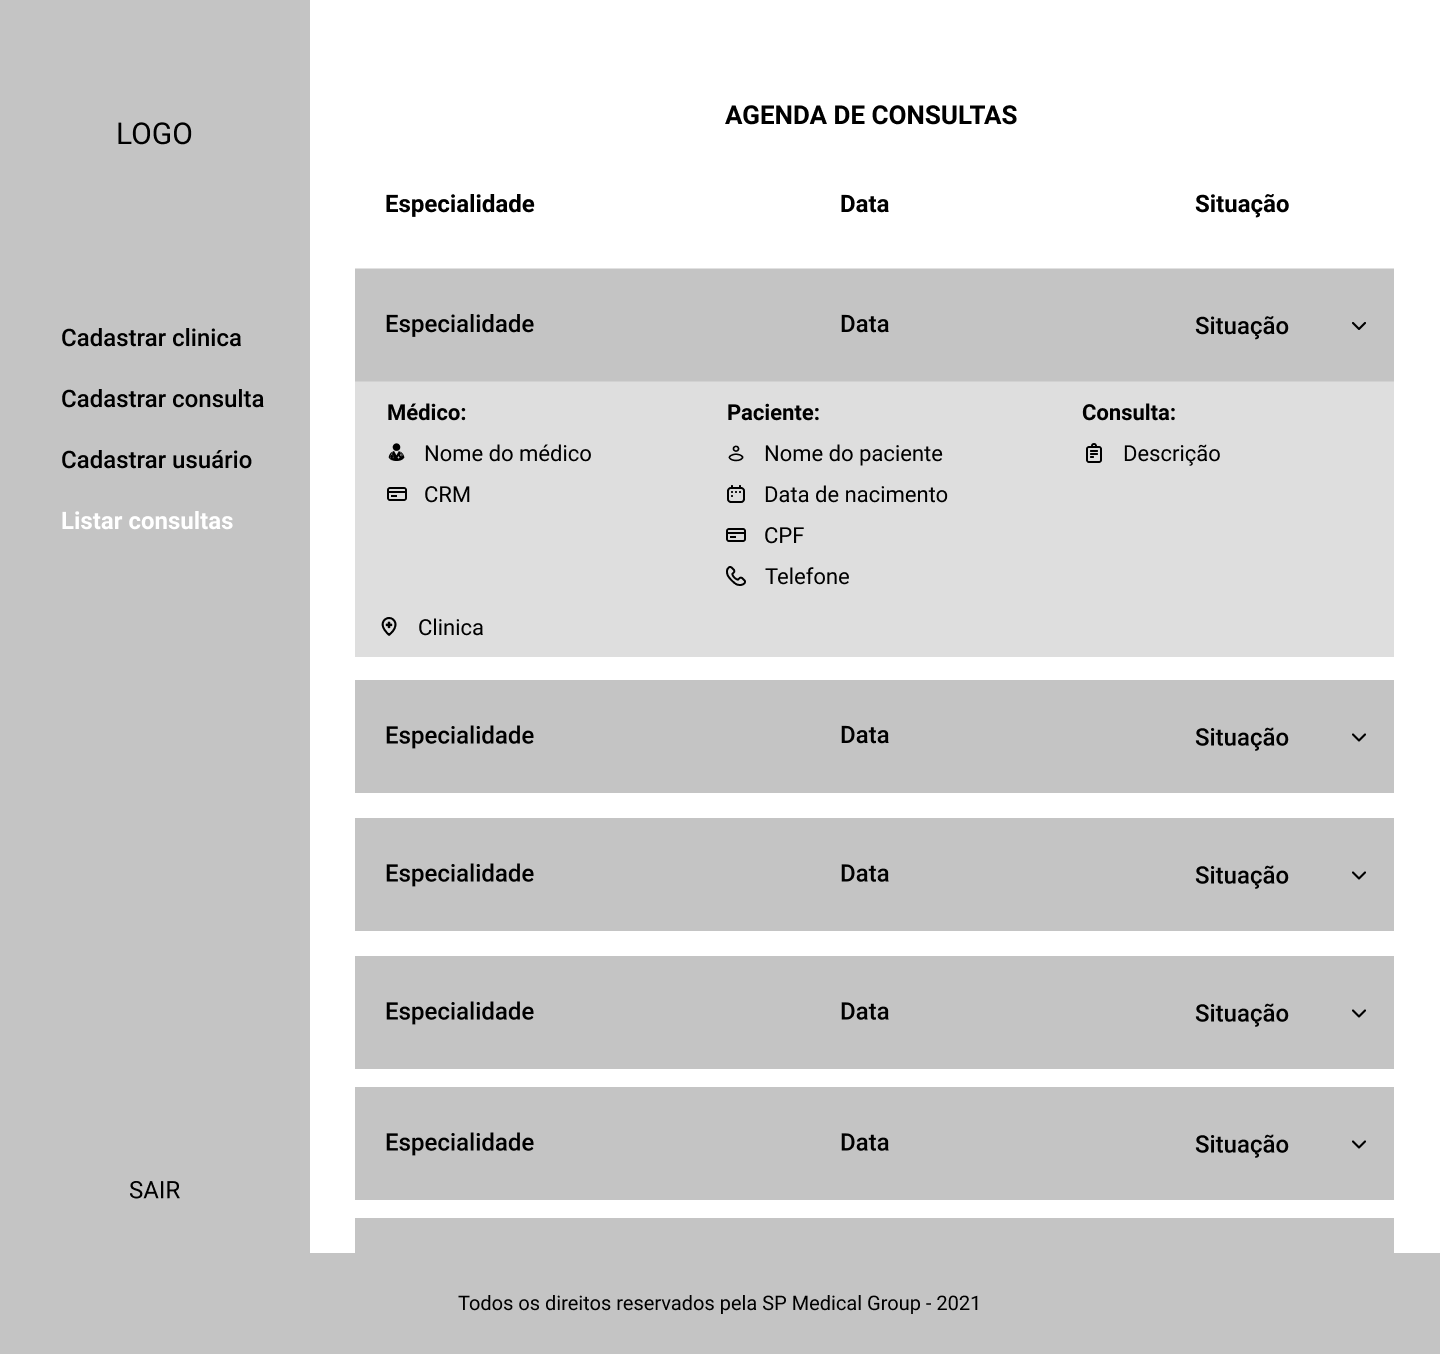 LOGO
Cadastrar clinica
Cadastrar consulta
Cadastrar usuário
Listar consultas
SAIR
AGENDA DE CONSULTAS
Especialidade Data Situação
Especialidade Data Situação
Médico: Paciente: Consulta:
Nome do médico Nome do paciente Descrição
CRM Data de nacimento
CPF
Telefone
Clinica
Especialidade Data Situação
Especialidade Data Situação
Especialidade Data Situação
Especialidade Data Situação
Todos os direitos reservados pela SP Medical Group - 2021